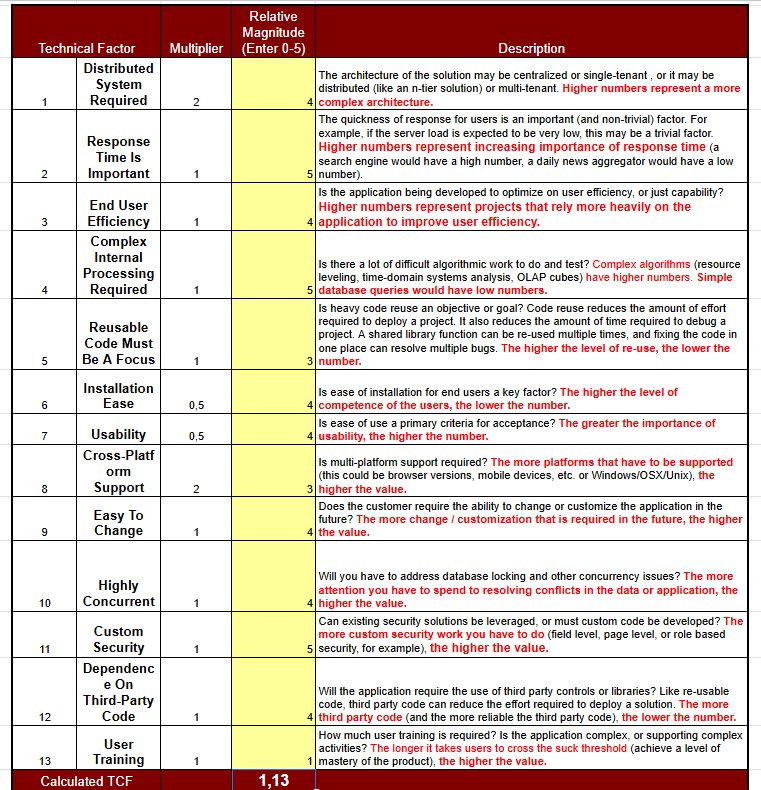 Technical Factor Multiplier Relative Magnitude (Enter 0-5) Description
1 Distributed System Required 2 4
The architecture of the solution may be centralized or single-tenant , or it may be
distributed (like an n-tier solution) or multi-tenant. Higher numbers represent a more
complex architecture.
2 Response Time Is Important 1 5
The quickness of response for users is an important (and non-trivial) factor. For
example, if the server load is expected to be very low, this may be a trivial factor.
Higher numbers represent increasing importance of response time (a
search engine would have a high number, a daily news aggregator would have a low
number).
3 End User Efficiency 1 4
Is the application being developed to optimize on user efficiency, or just capability?
Higher numbers represent projects that rely more heavily on the
application to improve user efficiency.
4 Complex Internal Processing Required 1 5
Is there a lot of difficult algorithmic work to do and test? Complex algorithms (resource
leveling, time-domain systems analysis, OLAP cubes) have higher numbers. Simple
database queries would have low numbers.
5 Reusable Code Must Be A Focus 1 3
Is heavy code reuse an objective or goal? Code reuse reduces the amount of effort
required to deploy a project. It also reduces the amount of time required to debug a
project. A shared library function can be re-used multiple times, and fixing the code in
one place can resolve multiple bugs. The higher the level of re-use, the lower the
number.
6 Installation Ease 0,5 4
Is ease of installation for end users a key factor? The higher the level of
competence of the users, the lower the number.
7 Usability 0,5 4
Is ease of use a primary criteria for acceptance? The greater the importance of
usability, the higher the number.
8 Cross-Platf orm Support 2 3
Is multi-platform support required? The more platforms that have to be supported
(this could be browser versions, mobile devices, etc. or Windows/OSX/Unix), the
higher the value.
9 Easy To Change 1 4
Does the customer require the ability to change or customize the application in the
future? The more change / customization that is required in the future, the higher
the value.
10 Highly Concurrent 1 4
Will you have to address database locking and other concurrency issues? The more
attention you have to spend to resolving conflicts in the data or application, the
higher the value.
11 Custom Security 1 5
Can existing security solutions be leveraged, or must custom code be developed? The
more custom security work you have to do (field level, page level, or role based
security, for example), the higher the value.
12 Dependenc e On Third-Party Code 1 4
Will the application require the use of third party controls or libraries? Like re-usable
code, third party code can reduce the effort required to deploy a solution. The more
third party code (and the more reliable the third party code), the lower the number.
13 User Training 1 1
How much user training is required? Is the application complex, or supporting complex
activities? The longer it takes users to cross the suck threshold (achieve a level of
mastery of the product), the higher the value.
Calculated TCF 1,13